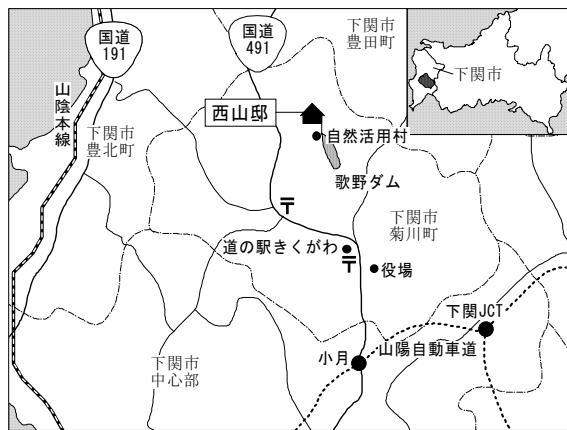 国道
191
国道
491
下関市
豊田町
下関市
山陰本線
下関市
豊北町
西山邸
自然活用村
歌野ダム
下関市
菊川町
道の駅きくがわ
役場
下関JCT
山陽自動車道
小月
下関市
中心部